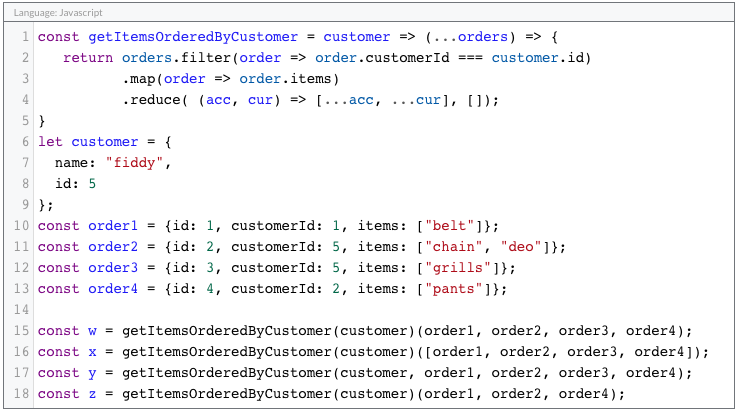 Language: Javascript
1 const getItemsOrderedByCustomer = customer => (...orders) => {
2    return orders.filter(order => order.customerId === customer.id)
3           .map(order => order.items)
4           .reduce( (acc, cur) => [...acc, ...cur], []);
5 }
6 let customer = {
7   name: "fiddy",
8   id: 5
9 };
10 const order1 = {id: 1, customerId: 1, items: ["belt"]};
11 const order2 = {id: 2, customerId: 5, items: ["chain", "deo"]};
12 const order3 = {id: 3, customerId: 5, items: ["grills"]};
13 const order4 = {id: 4, customerId: 2, items: ["pants"]};
14
15 const w = getItemsOrderedByCustomer(customer)(order1, order2, order3, order4);
16 const x = getItemsOrderedByCustomer(customer)([order1, order2, order3, order4]);
17 const y = getItemsOrderedByCustomer(customer, order1, order2, order3, order4);
18 const z = getItemsOrderedByCustomer(customer)(order1, order2, order4);